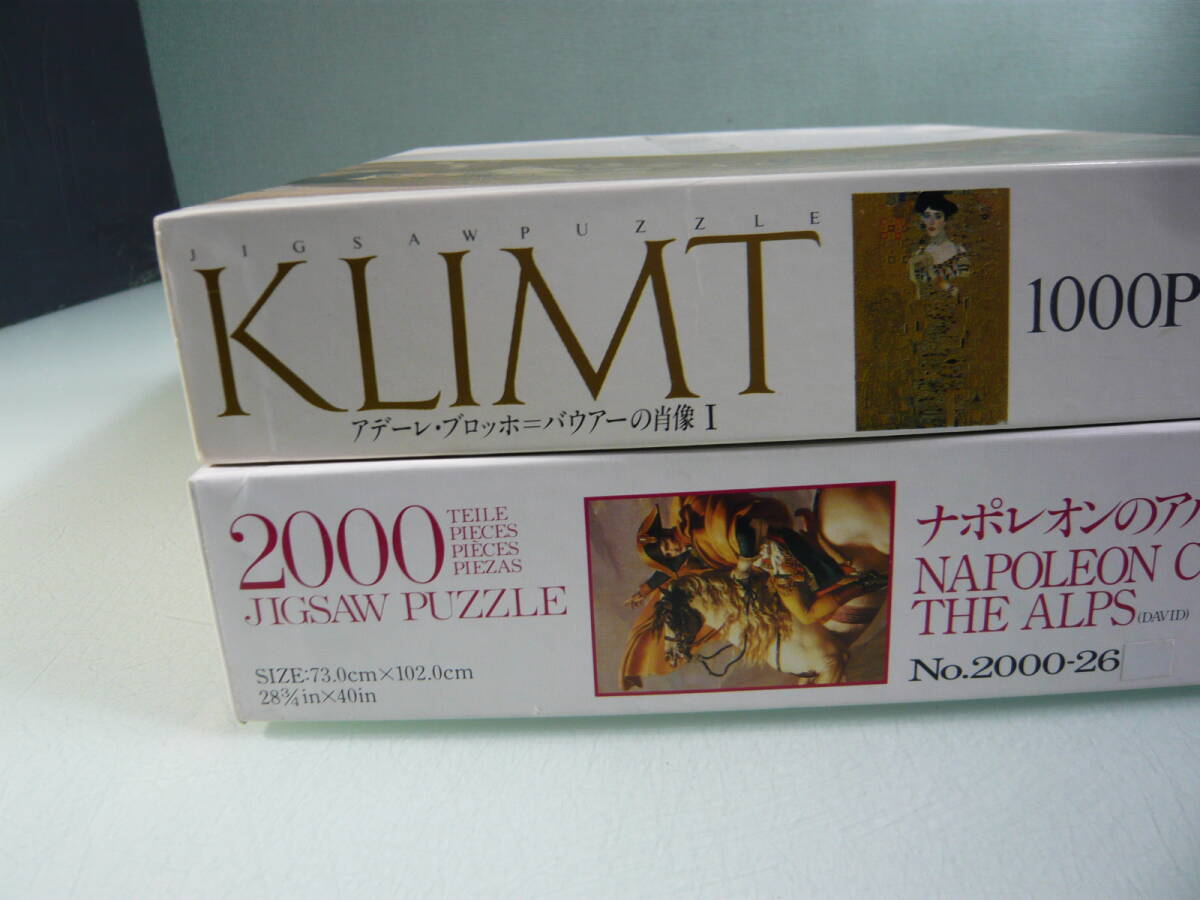 JIGSAW PUZZLE
KLIMT
アデーレ・ブロッホ=バウアーの肖像 I
1000P
2000
TEILE
PIECES
PIÈCES
PIEZAS
JIGSAW PUZZLE
SIZE:73.0cm×102.0cm
28¾in×40in
ナポレオンのア
NAPOLEON C
THE ALPS(DAVID)
No.2000-26